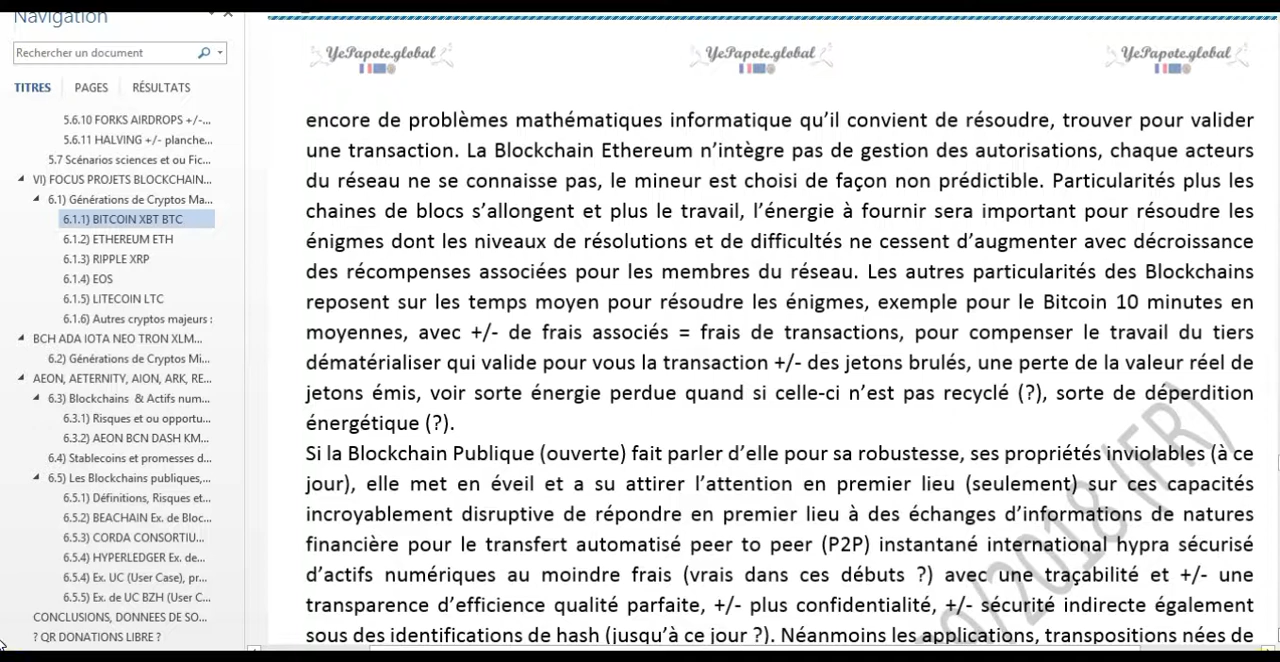 Navigation
Rechercher un document
TITRES PAGES RÉSULTATS
5.6.10 FORKS AIRDROPS +/-...
5.6.11 HALVING +/- planche...
5.7 Scénarios sciences et ou Fic...
VI) FOCUS PROJETS BLOCKCHAIN...
6.1) Générations de Cryptos Ma...
6.1.1) BITCOIN XBT BTC
6.1.2) ETHEREUM ETH
6.1.3) RIPPLE XRP
6.1.4) EOS
6.1.5) LITECOIN LTC
6.1.6) Autres cryptos majeurs :
BCH ADA IOTA NEO TRON XLM...
6.2) Générations de Cryptos Mi...
AEON, AETERNITY, AION, ARK, RE...
6.3) Blockchains & Actifs num...
6.3.1) Risques et ou opportu...
6.3.2) AEON BCN DASH KM...
6.4) Stablecoins et promesses d...
6.5) Les Blockchains publiques,...
6.5.1) Définitions, Risques et...
6.5.2) BEACHAIN Ex. de Bloc...
6.5.3) CORDA CONSORTIU...
6.5.4) HYPERLEDGER Ex. de...
6.5.4) Ex. UC (User Case), pr...
6.5.5) Ex. de UC BZH (User C...
CONCLUSIONS, DONNEES DE SO...
? QR DONATIONS LIBRE ?
YePapote.global YePapote.global YePapote.global
encore de problèmes mathématiques informatique qu'il convient de résoudre, trouver pour valider
une transaction. La Blockchain Ethereum n'intègre pas de gestion des autorisations, chaque acteurs
du réseau ne se connaisse pas, le mineur est choisi de façon non prédictible. Particularités plus les
chaines de blocs s'allongent et plus le travail, l'énergie à fournir sera important pour résoudre les
énigmes dont les niveaux de résolutions et de difficultés ne cessent d'augmenter avec décroissance
des récompenses associées pour les membres du réseau. Les autres particularités des Blockchains
reposent sur les temps moyen pour résoudre les énigmes, exemple pour le Bitcoin 10 minutes en
moyennes, avec +/- de frais associés = frais de transactions, pour compenser le travail du tiers
dématérialiser qui valide pour vous la transaction +/- des jetons brulés, une perte de la valeur réel de
jetons émis, voir sorte énergie perdue quand si celle-ci n'est pas recyclé (?), sorte de déperdition
énergétique (?).
Si la Blockchain Publique (ouverte) fait parler d'elle pour sa robustesse, ses propriétés inviolables (à ce
jour), elle met en éveil et a su attirer l'attention en premier lieu (seulement) sur ces capacités
incroyablement disruptive de répondre en premier lieu à des échanges d'informations de natures
financière pour le transfert automatisé peer to peer (P2P) instantané international hypra sécurisé
d'actifs numériques au moindre frais (vrais dans ces débuts ?) avec une traçabilité et +/- une
transparence d'efficience qualité parfaite, +/- plus confidentialité, +/- sécurité indirecte également
sous des identifications de hash (jusqu'à ce jour ?). Néanmoins les applications, transpositions nées de
/2018 (FR)